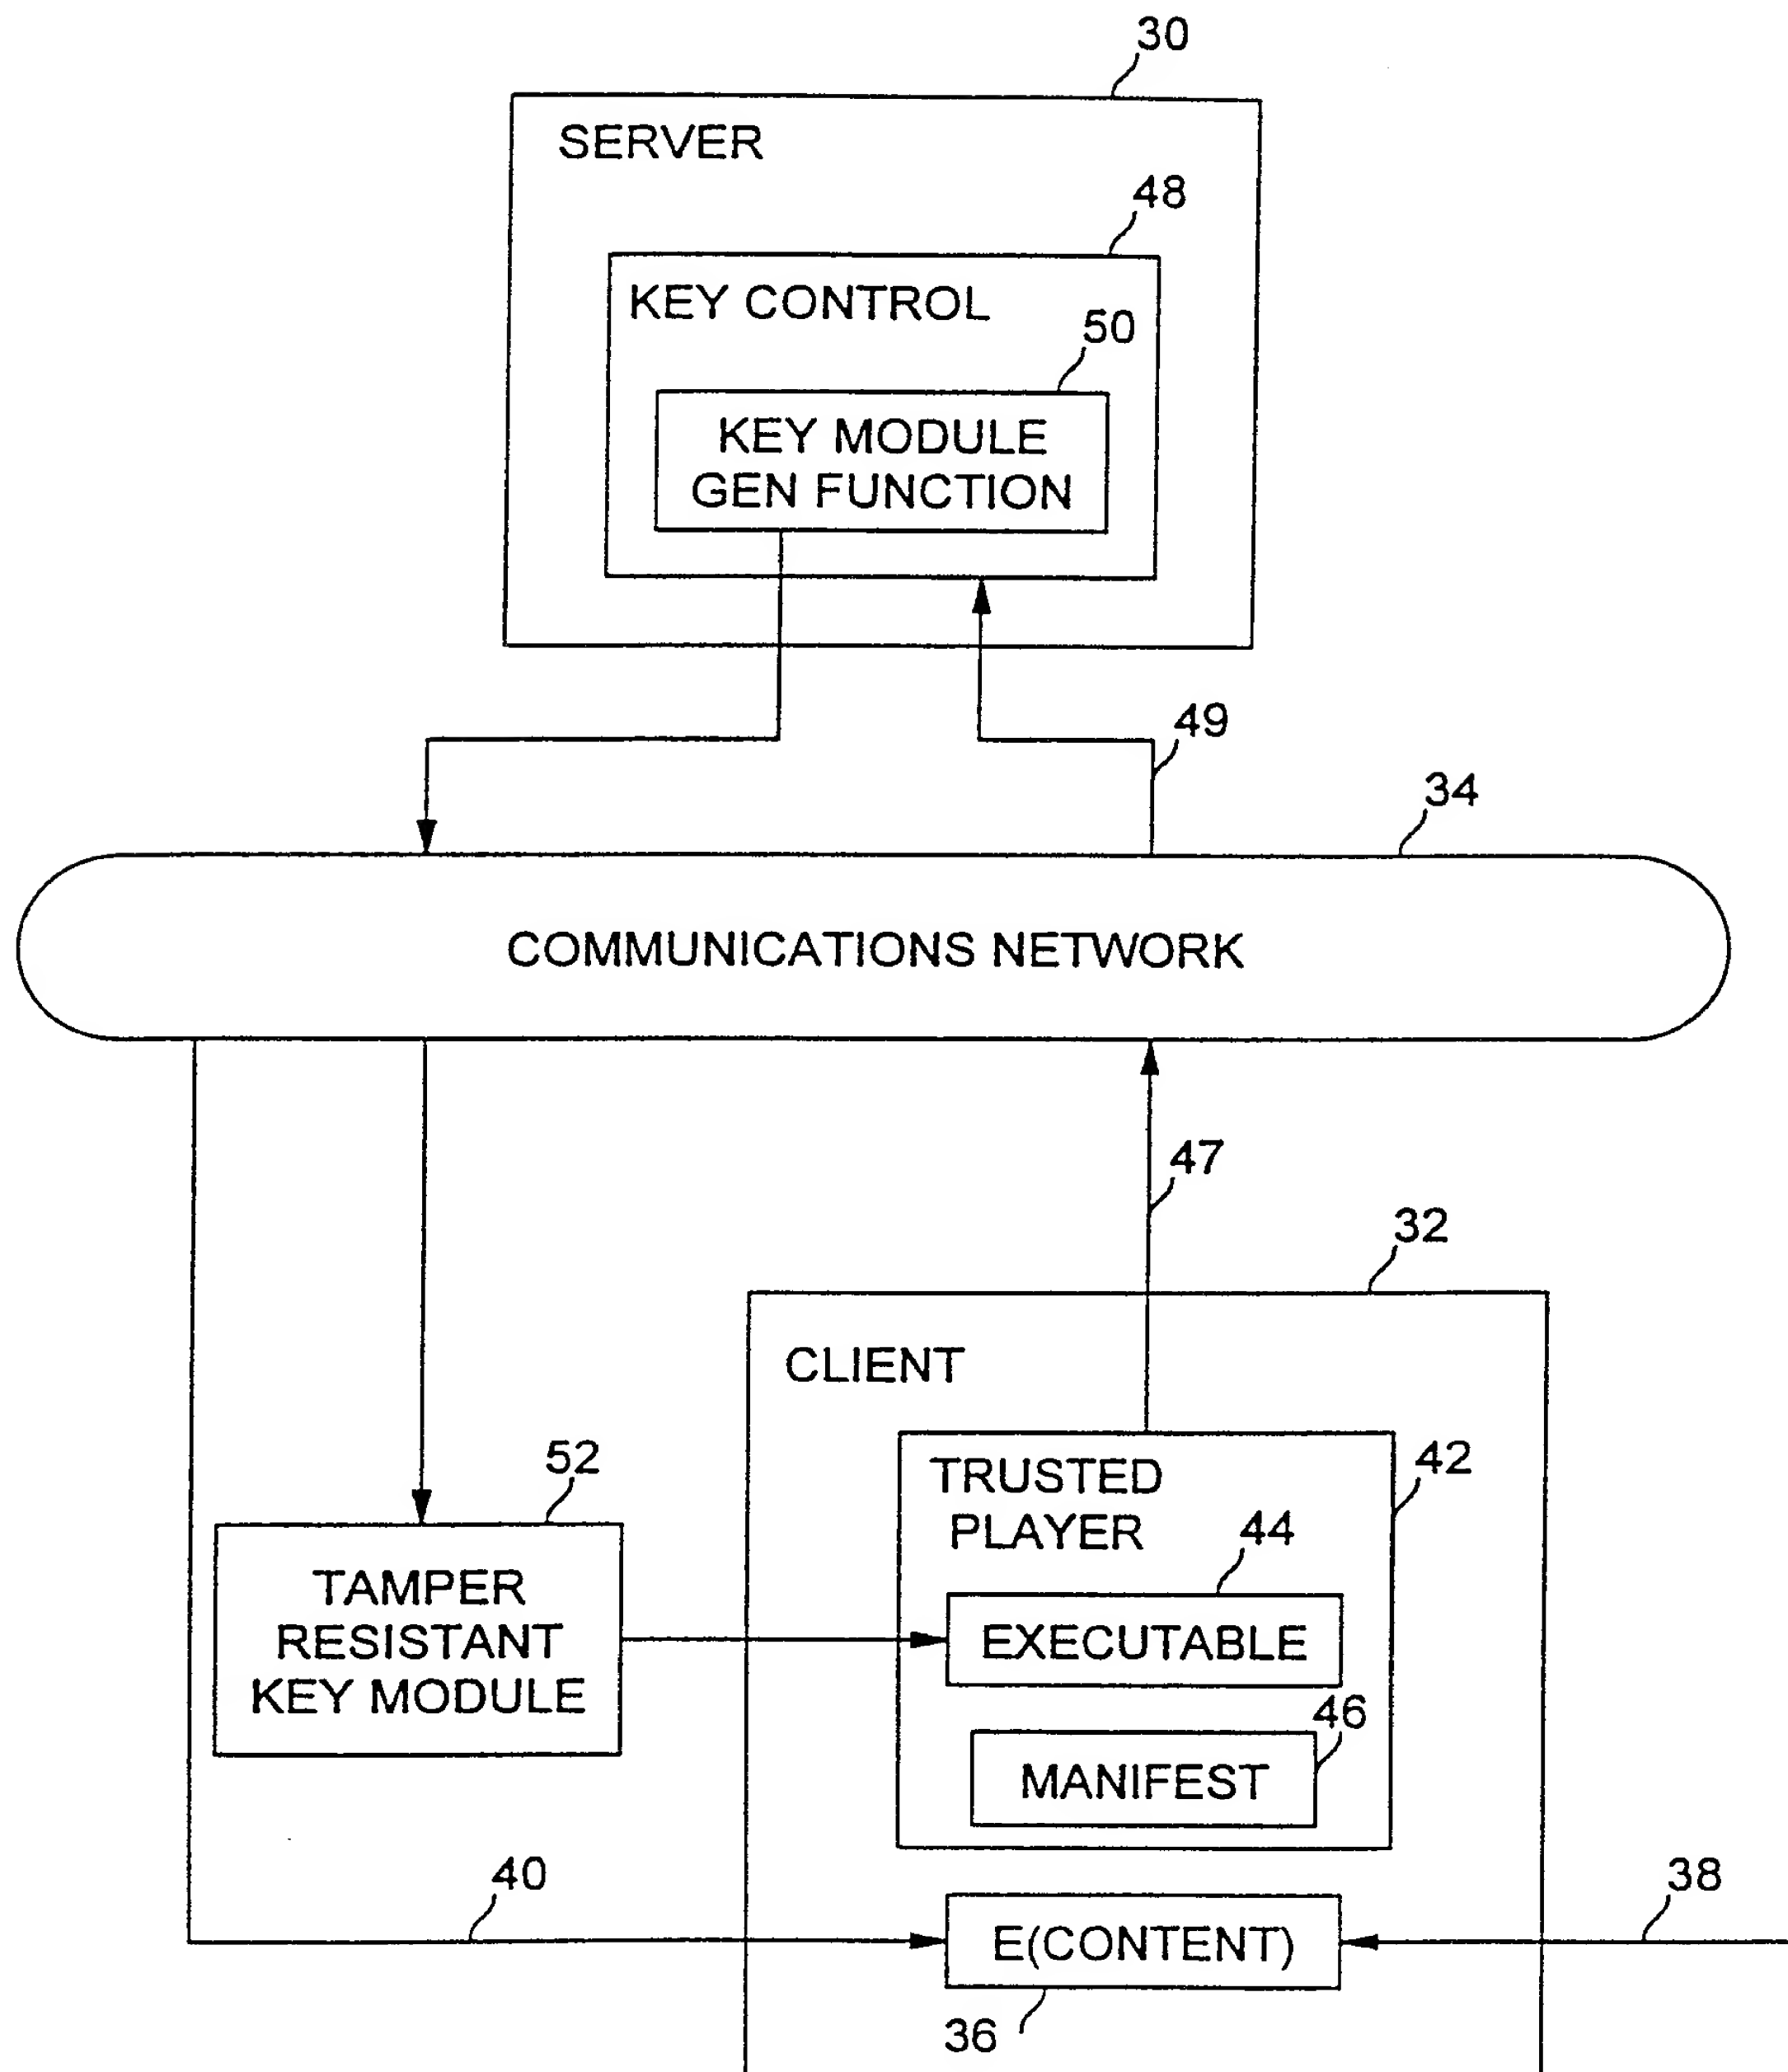 30
SERVER
48
KEY CONTROL
50
KEY MODULE
GEN FUNCTION
49
34
COMMUNICATIONS NETWORK
47
32
CLIENT
52
42
TRUSTED
PLAYER
44
TAMPER
RESISTANT
KEY MODULE
EXECUTABLE
46
MANIFEST
40
38
E(CONTENT)
36